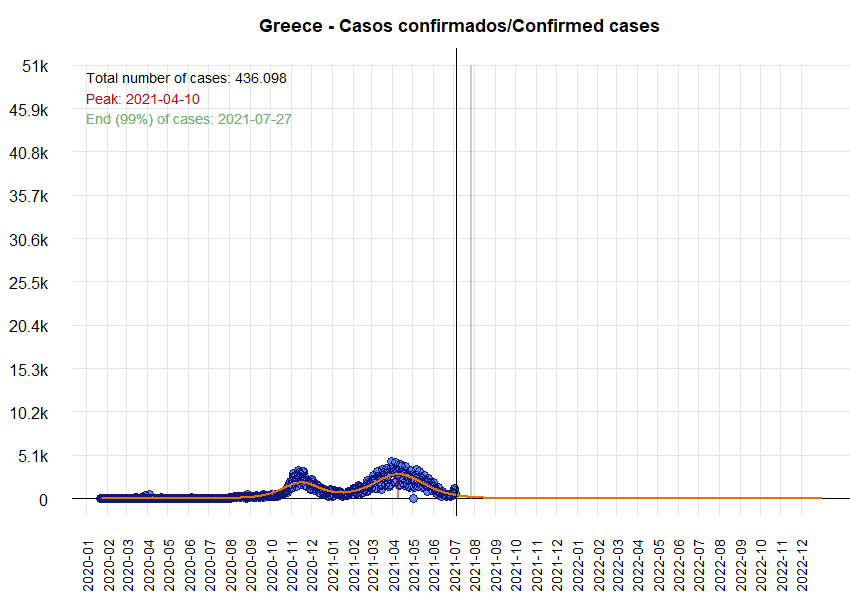 Greece - Casos confirmados/Confirmed cases
Total number of cases: 436.098
Peak: 2021-04-10
End (99%) of cases: 2021-07-27
51k
45.9k
40.8k
35.7k
30.6k
25.5k
20.4k
15.3k
10.2k
5.1k
0
2020-01
2020-02
2020-03
2020-04
2020-05
2020-06
2020-07
2020-08
2020-09
2020-10
2020-11
2020-12
2021-01
2021-02
2021-03
2021-04
2021-05
2021-06
2021-07
2021-08
2021-09
2021-10
2021-11
2021-12
2022-01
2022-02
2022-03
2022-04
2022-05
2022-06
2022-07
2022-08
2022-09
2022-10
2022-11
2022-12